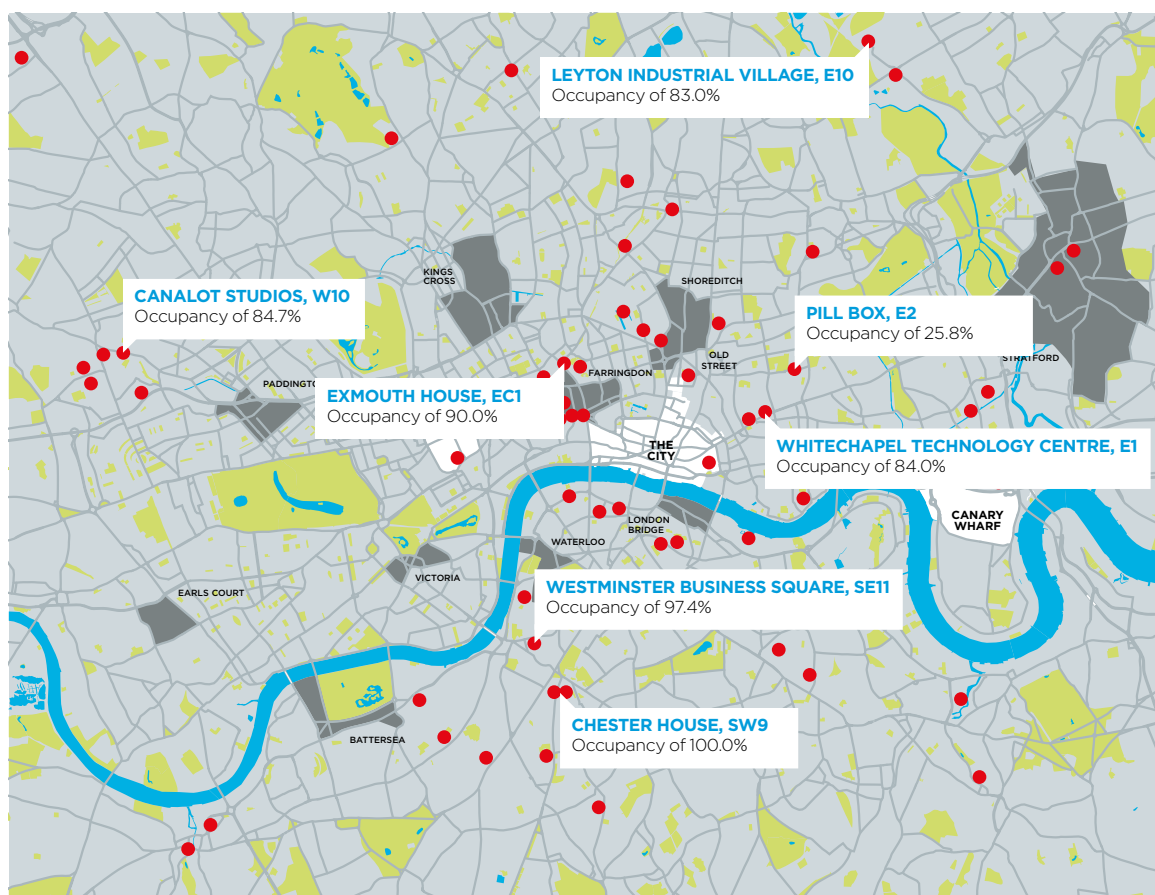 LEYTON INDUSTRIAL VILLAGE, E10
Occupancy of 83.0%
KINGS
CROSS
SHOREDITCH
CANALOT STUDIOS, W10
Occupancy of 84.7%
PILL BOX, E2
Occupancy of 25.8%
OLD
STREET
STRATFORD
FARRINGDON
PADDINGTON
EXMOUTH HOUSE, EC1
Occupancy of 90.0%
THE
CITY
WHITECHAPEL TECHNOLOGY CENTRE, E1
Occupancy of 84.0%
CANARY
WHARF
LONDON
BRIDGE
WATERLOO
VICTORIA
WESTMINSTER BUSINESS SQUARE, SE11
Occupancy of 97.4%
EARLS COURT
CHESTER HOUSE, SW9
Occupancy of 100.0%
BATTERSEA